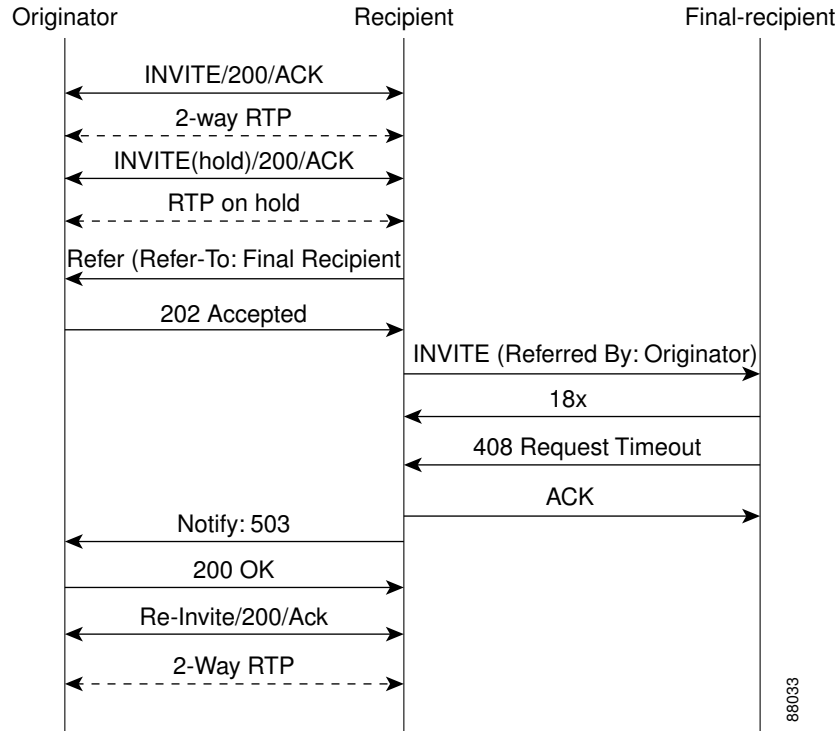 Originator Recipient Final-recipient
INVITE/200/ACK
2-way RTP
INVITE(hold)/200/ACK
RTP on hold
Refer (Refer-To: Final Recipient
202 Accepted
INVITE (Referred By: Originator)
18x
408 Request Timeout
ACK
Notify: 503
200 OK
Re-Invite/200/Ack
2-Way RTP
88033